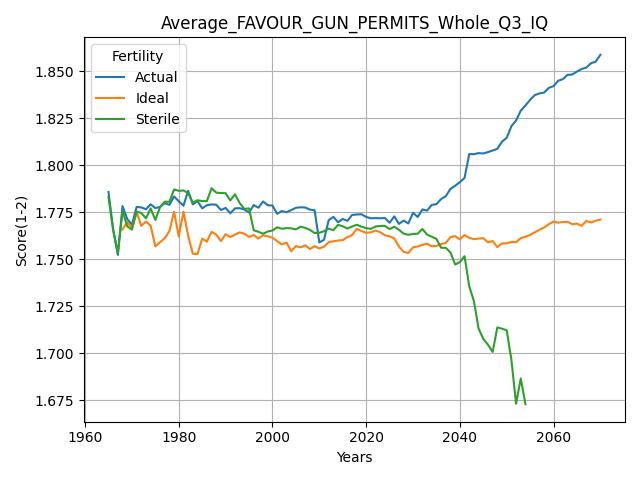 Average_FAVOUR_GUN_PERMITS_Whole_Q3_IQ
Fertility
Actual
Ideal
Sterile
Score(1-2)
1.850
1.825
1.800
1.775
1.750
1.725
1.700
1.675
1960
1980
2000
2020
2040
2060
Years